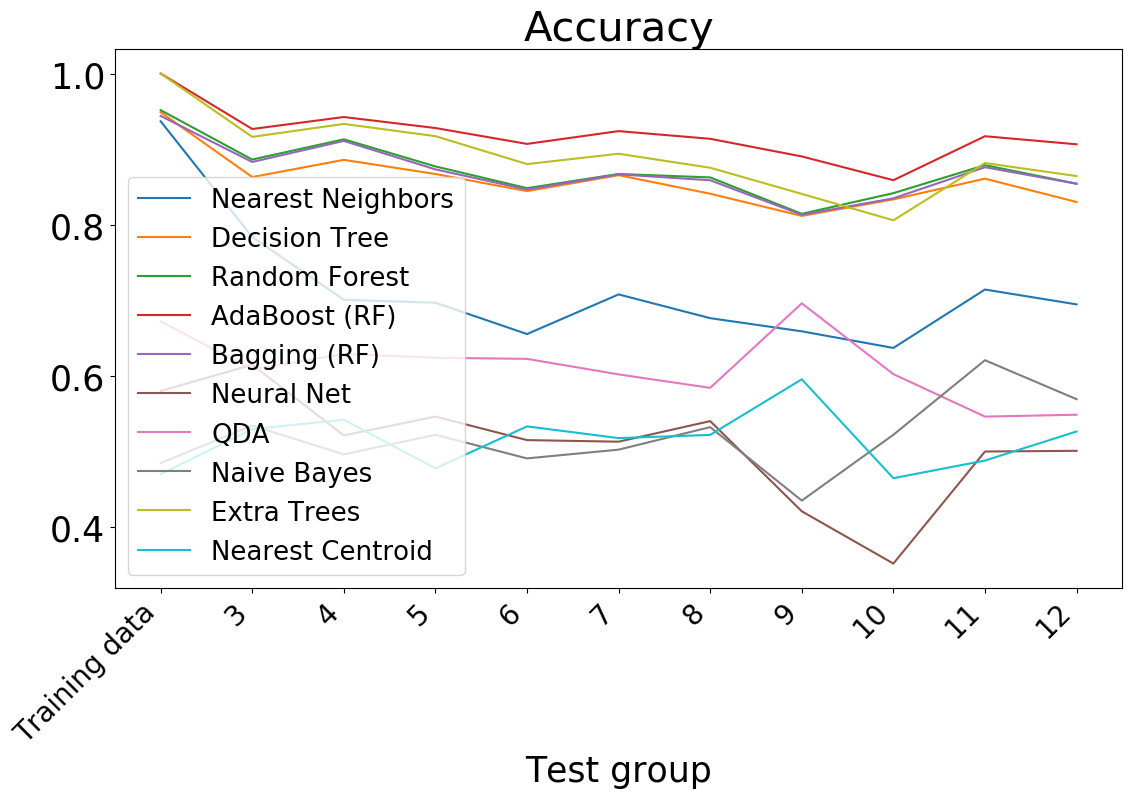 Accuracy
1.0
0.8
0.6
0.4
Nearest Neighbors
Decision Tree
Random Forest
AdaBoost (RF)
Bagging (RF)
Neural Net
QDA
Naive Bayes
Extra Trees
Nearest Centroid
Training data
3
4
5
6
7
8
9
10
11
12
Test group